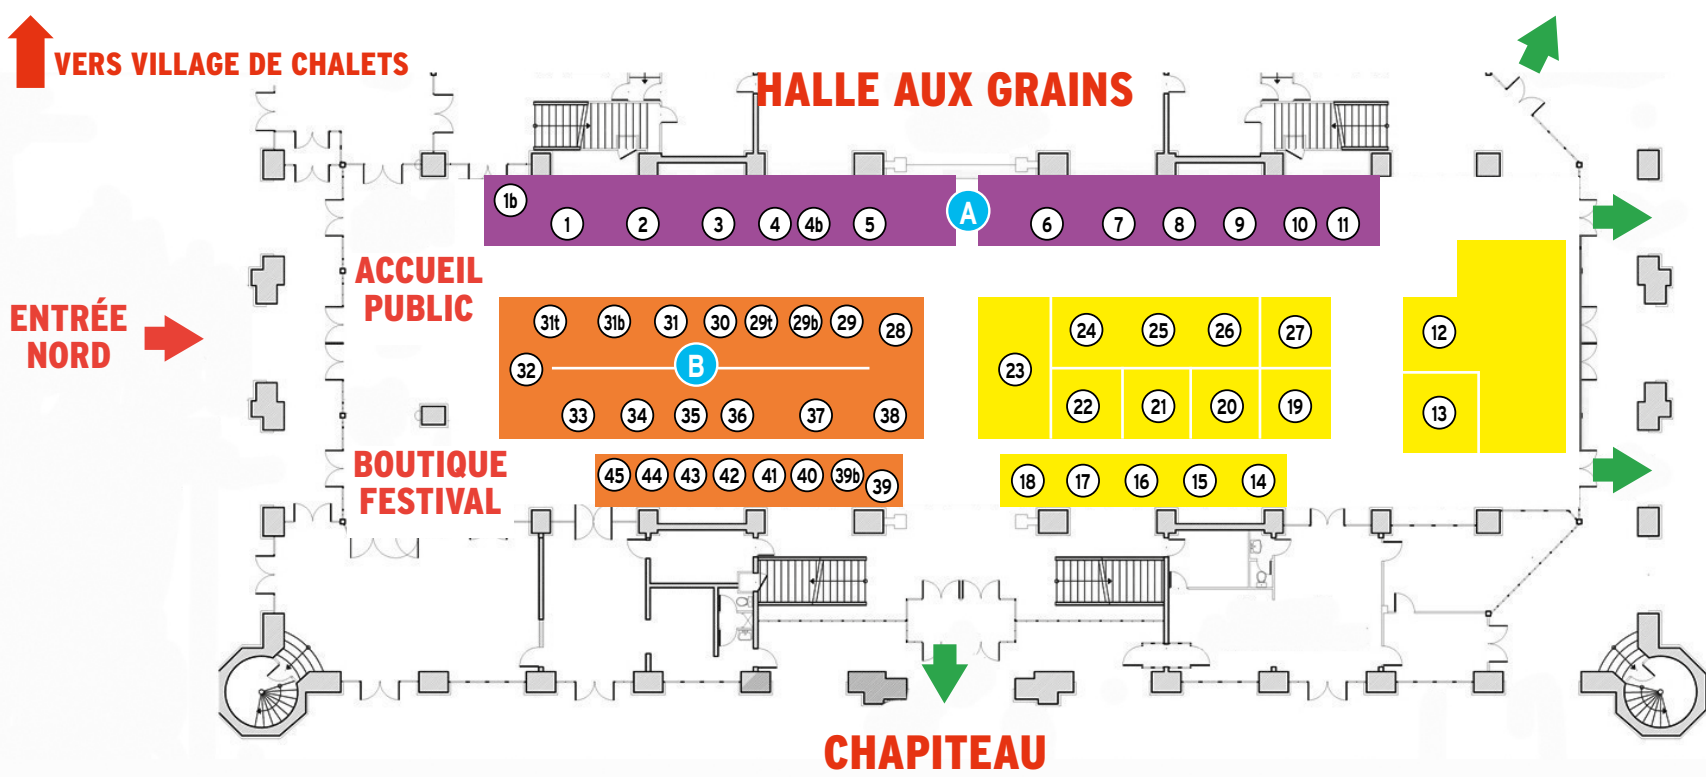 VERS VILLAGE DE CHALETS
HALLE AUX GRAINS
1b
1 2 3 4 4b 5 A 6 7 8 9 10 11
ACCUEIL
PUBLIC
ENTRÉE
NORD
31t 31b 31 30 29t 29b 29 28
32 B
33 34 35 36 37 38
24 25 26 27
23
22 21 20 19
12
13
BOUTIQUE
FESTIVAL
45 44 43 42 41 40 39b 39
18 17 16 15 14
CHAPITEAU